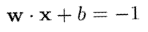 w · x + b = −1